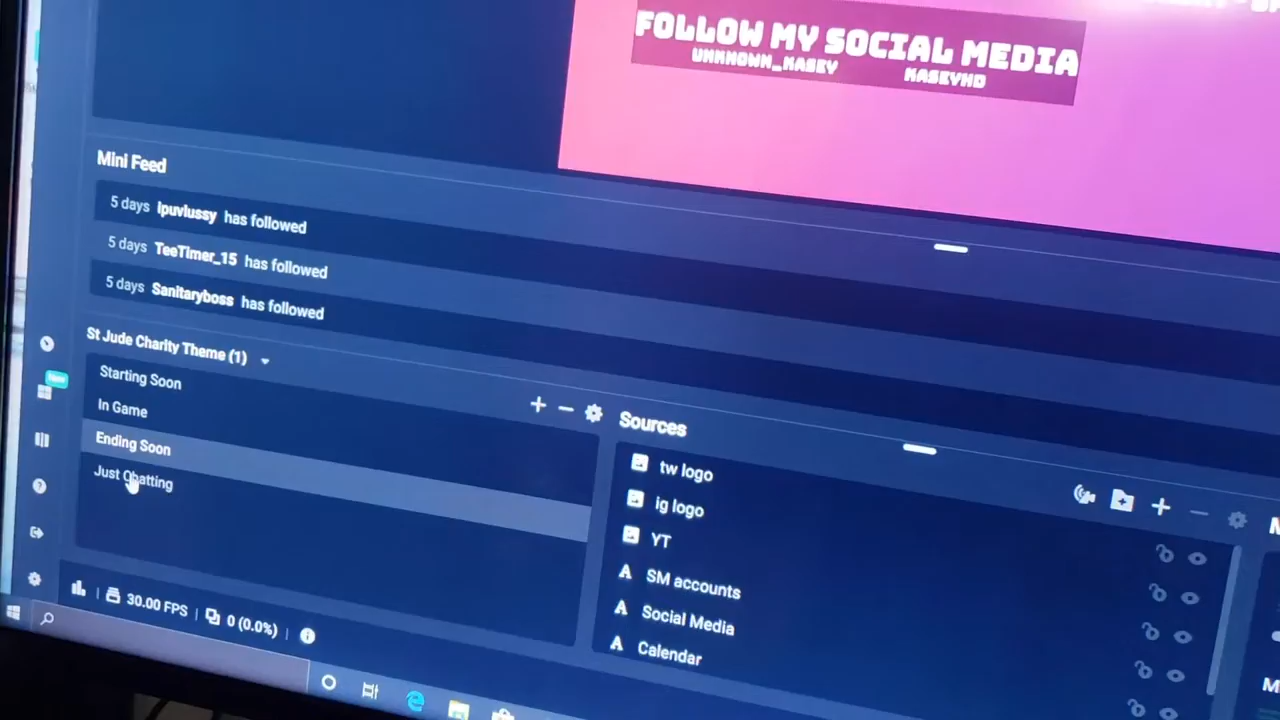 FOLLOW MY SOCIAL MEDIA
UNKNOWN_KASEY KASEYHD
Mini Feed
5 days lpuvlussy has followed
5 days TeeTimer_15 has followed
5 days Sanitaryboss has followed
St Jude Charity Theme (1)
Starting Soon
In Game
Ending Soon
Just Chatting
Sources
tw logo
ig logo
YT
SM accounts
Social Media
Calendar
30.00 FPS
0 (0.0%)